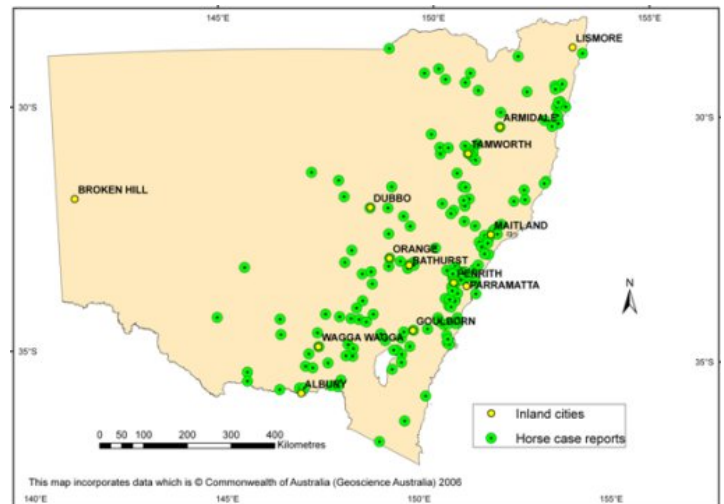 145°E 150°E 155°E
LISMORE
30°S 30°S
ARMIDALE
TAMWORTH
BROKEN HILL
DUBBO
MAITLAND
ORANGE
BATHURST
PENRITH
PARRAMATTA
N
GOULBORN
WAGGA WAGGA
35°S 35°S
ALBURY
Inland cities
0 50 100 200 300 400
Kilometres
Horse case reports
This map incorporates data which is © Commonwealth of Australia (Geoscience Australia) 2006
140°E 145°E 150°E 155°E